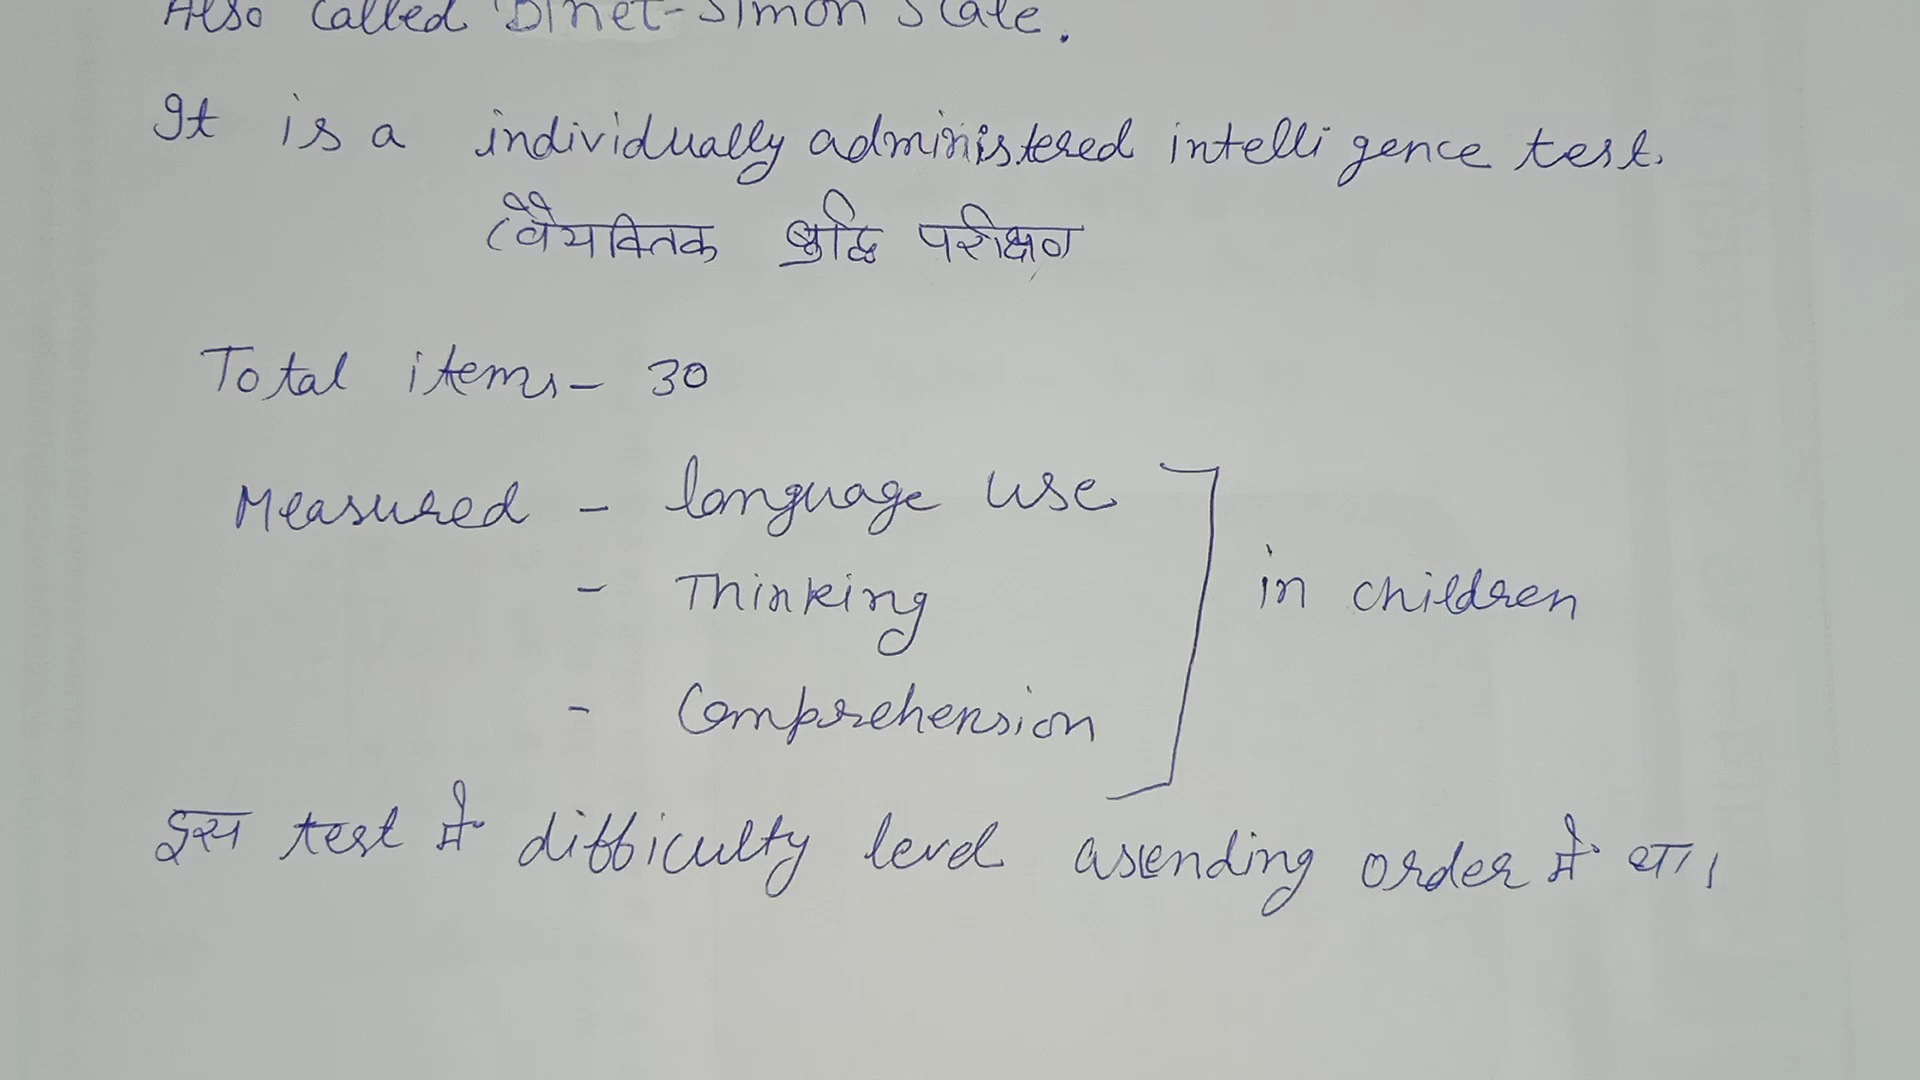 Also called Binet-Simon Scale.
It is a individually administered intelligence test.
वैयक्तिक बुद्धि परीक्षण
Total items - 30
Measured - language use
- Thinking
in children
- Comprehension
इस test में difficulty level asending order में था।